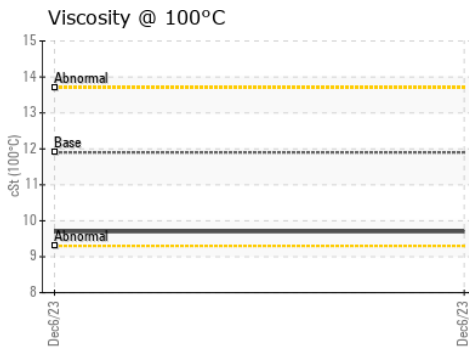 Viscosity @ 100°C
15
14
13
12
11
10
9
8
cSt (100°C)
Abnormal
Base
Abnormal
Dec6/23
Dec6/23